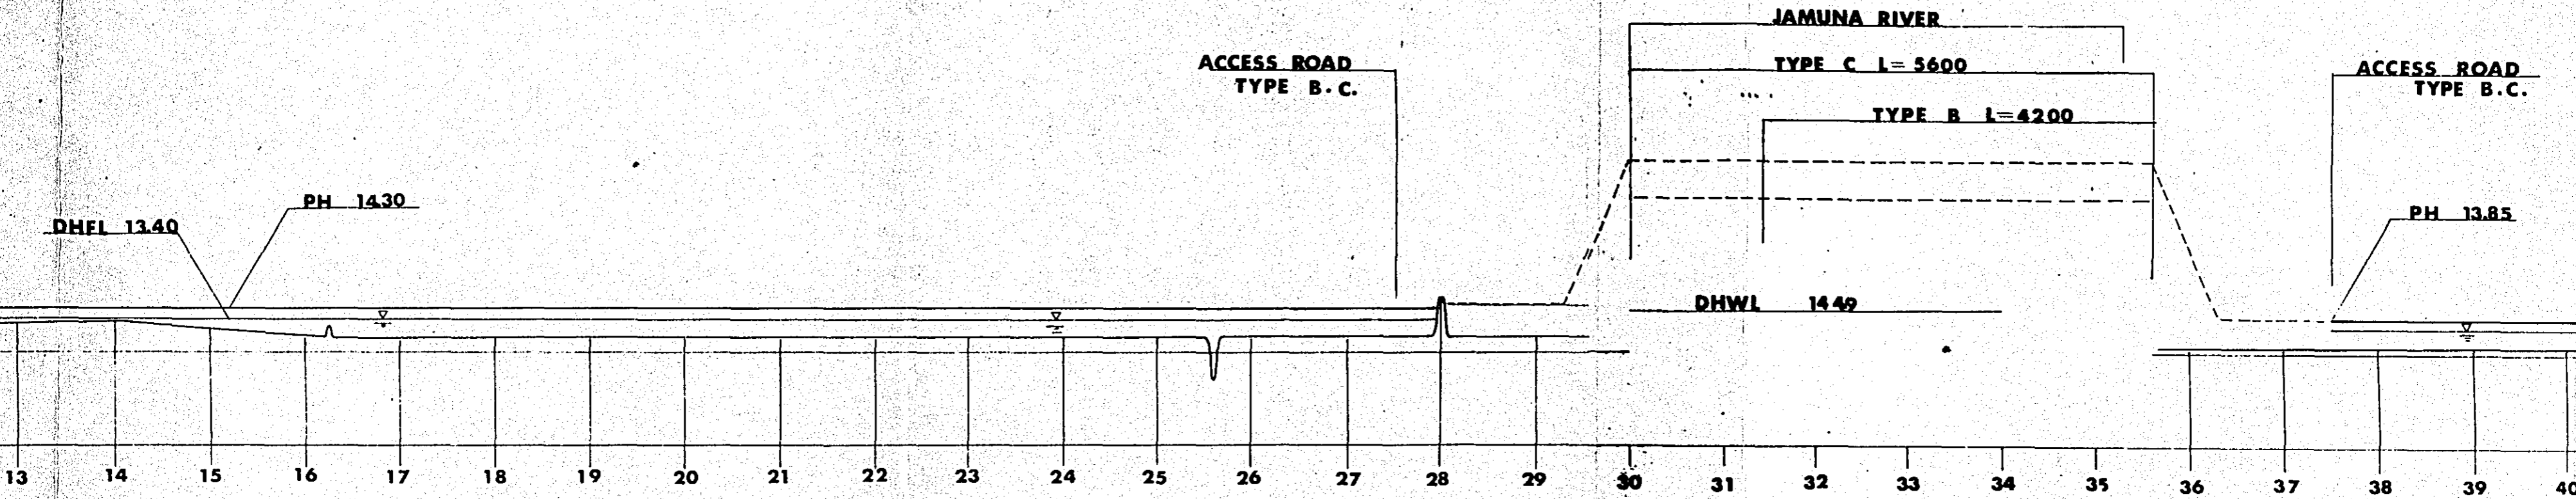 JAMUNA RIVER
ACCESS ROAD
TYPE B.C.
TYPE C L=5600
ACCESS ROAD
TYPE B.C.
TYPE B L=4200
PH 14.30
DHFL 13.40
PH 13.85
DHWL 14.49
13 14 15 16 17 18 19 20 21 22 23 24 25 26 27 28 29 30 31 32 33 34 35 36 37 38 39 40